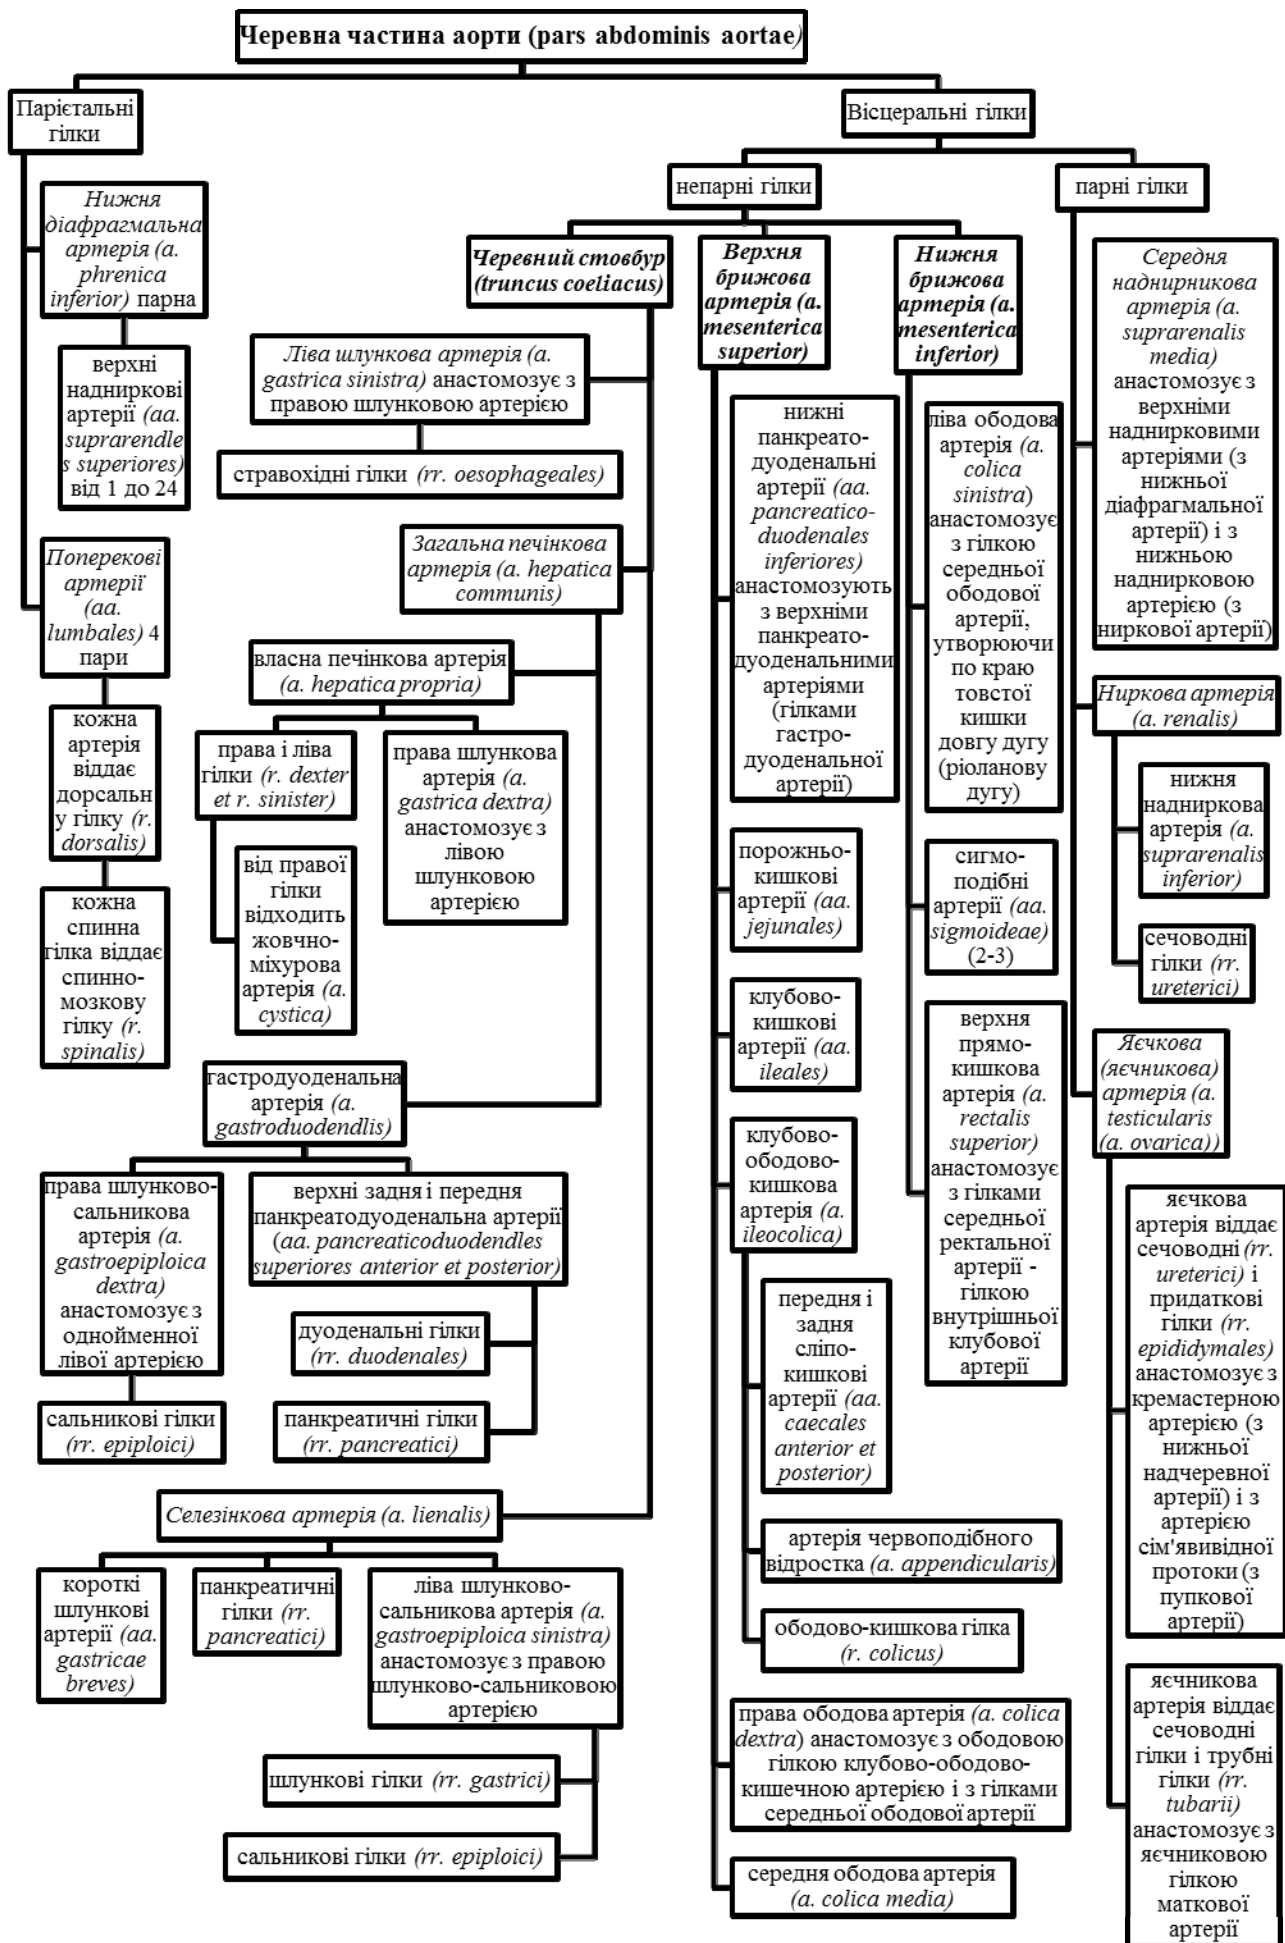 Черевна частина аорти (pars abdominis aortae)
Парієтальні
гілки
Вісцеральні гілки
непарні гілки
парні гілки
Нижня
діафрагмальна
артерія (a.
phrenica
inferior) парна
верхні
надниркові
артерії (aa.
suprarendle
s superiores)
від 1 до 24
Поперекові
артерії
(aa.
lumbales) 4
пари
кожна
артерія
віддає
дорсальн
у гілку (r.
dorsalis)
кожна
спинна
гілка віддає
спинно-
мозкову
гілку (r.
spinalis)
Черевний стовбур
(truncus coeliacus)
Ліва шлункова артерія (a.
gastrica sinistra) анастомозує з
правою шлунковою артерією
стравохідні гілки (rr. oesophageales)
Загальна печінкова
артерія (a. hepatica
communis)
власна печінкова артерія
(a. hepatica propria)
права і ліва
гілки (r. dexter
et r. sinister)
від правої
гілки
відходить
жовчно-
міхурова
артерія (a.
cystica)
права шлункова
артерія (a.
gastrica dextra)
анастомозує з
лівою
шлунковою
артерією
гастродуоденальна
артерія (a.
gastroduodendlis)
права шлунково-
сальникова
артерія (a.
gastroepiploica
dextra)
анастомозує з
однойменної
лівої артерією
сальникові гілки
(rr. epiploici)
верхні задня і передня
панкреатодуоденальна артерії
(aa. pancreaticoduodendles
superiores anterior et posterior)
дуоденальні гілки
(rr. duodenales)
панкреатичні гілки
(rr. pancreatici)
Селезінкова артерія (a. lienalis)
короткі
шлункові
артерії (aa.
gastricae
breves)
панкреатичні
гілки (rr.
pancreatici)
ліва шлунково-
сальникова артерія (a.
gastroepiploica sinistra)
анастомозує з правою
шлунково-сальниковою
артерією
шлункові гілки (rr. gastrici)
сальникові гілки (rr. epiploici)
Верхня
брижова
артерія (a.
mesenterica
superior)
нижні
панкреато-
дуоденальні
артерії (aa.
pancreatico-
duodenales
inferiores)
анастомозують
з верхніми
панкреато-
дуоденальними
артеріями
(гілками
гастро-
дуоденальної
артерії)
порожньо-
кишкові
артерії (aa.
jejunales)
клубово-
кишкові
артерії (aa.
ileales)
клубово-
ободово-
кишкова
артерія (a.
ileocolica)
передня і
задня
сліпо-
кишкові
артерії (aa.
caecales
anterior et
posterior)
артерія червоподібного
відростка (a. appendicularis)
ободово-кишкова гілка
(r. colicus)
права ободова артерія (a. colica
dextra) анастомозує з ободовою
гілкою клубово-ободово-
кишечною артерією і з гілками
середньої ободової артерії
середня ободова артерія
(a. colica media)
Нижня
брижова
артерія (a.
mesenterica
inferior)
ліва ободова
артерія (a.
colica
sinistra)
анастомозує
з гілкою
середньої
ободової
артерії,
утворюючи
по краю
товстої
кишки
довгу дугу
(ріоланову
дугу)
сигмо-
подібні
артерії (aa.
sigmoideae)
(2-3)
верхня
прямо-
кишкова
артерія (a.
rectalis
superior)
анастомозує
з гілками
середньої
ректальної
артерії -
гілкою
внутрішньої
клубової
артерії
Середня
наднирникова
артерія (a.
suprarenalis
media)
анастомозує з
верхніми
наднирковими
артеріями (з
нижньої
діафрагмальної
артерії) і з
нижньою
наднирковою
артерією (з
ниркової артерії)
Ниркова артерія
(a. renalis)
нижня
надниркова
артерія (a.
suprarenalis
inferior)
сечоводні
гілки (rr.
ureterici)
Яєчкова
(яєчникова)
артерія (a.
testicularis
(a. ovarica))
яєчкова
артерія віддає
сечоводні (rr.
ureterici) і
придаткові
гілки (rr.
epididymales)
анастомозує з
кремастерною
артерією (з
нижньої
надчеревної
артерії) і з
артерією
сім'явивідної
протоки (з
пупкової
артерії)
яєчникова
артерія віддає
сечоводні
гілки і трубні
гілки (rr.
tubarii)
анастомозує з
яєчниковою
гілкою
маткової
артерії